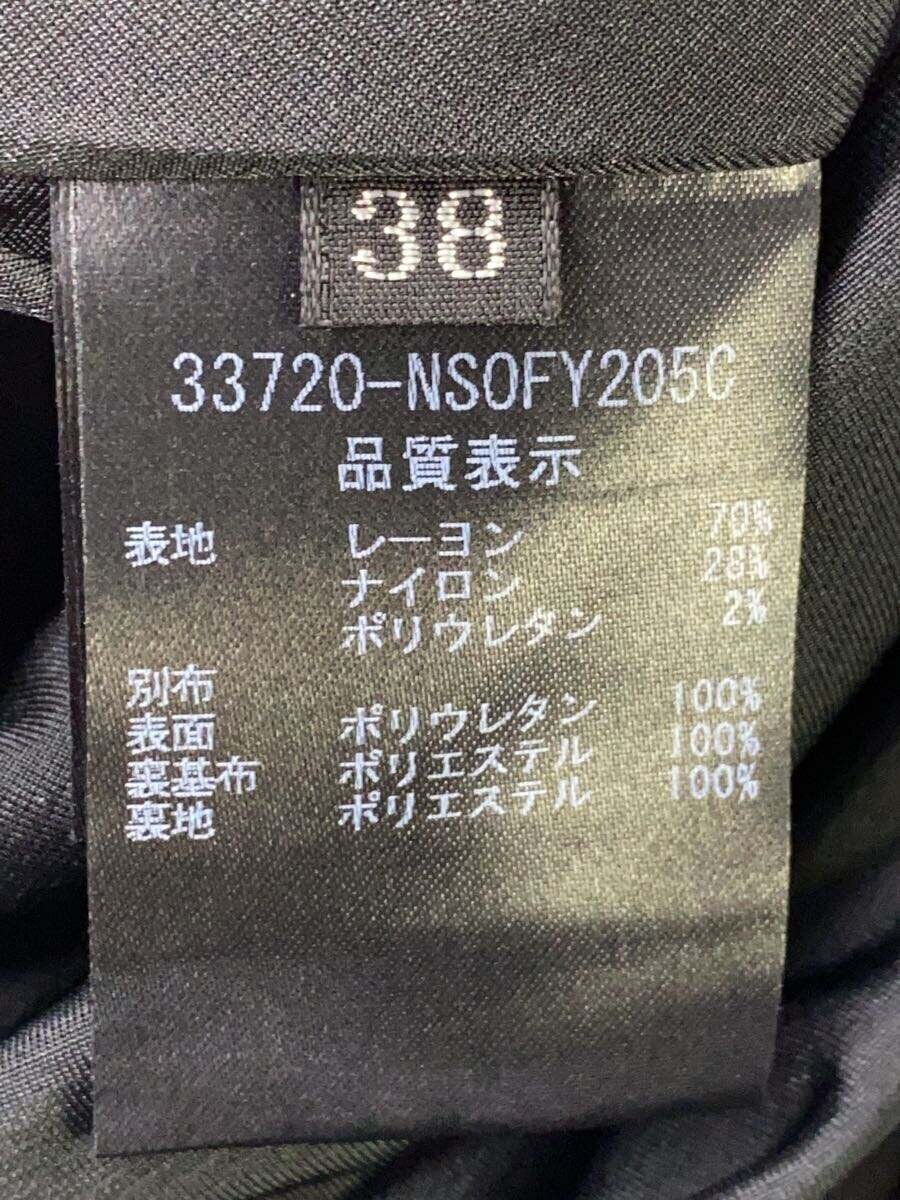 38
33720-NS0FY205C
品質表示
表地 レーヨン 70%
ナイロン 28%
ポリウレタン 2%
別布
表面 ポリウレタン 100%
裏基布 ポリエステル 100%
裏地 ポリエステル 100%